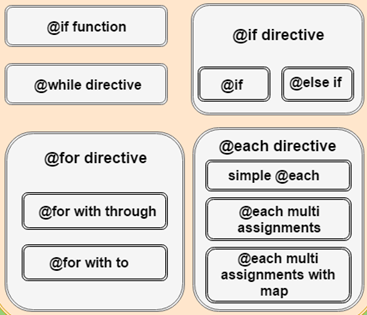 @if function
@while directive
@if directive
@if
@else if
@for directive
@for with through
@for with to
@each directive
simple @each
@each multi
assignments
@each multi
assignments with
map